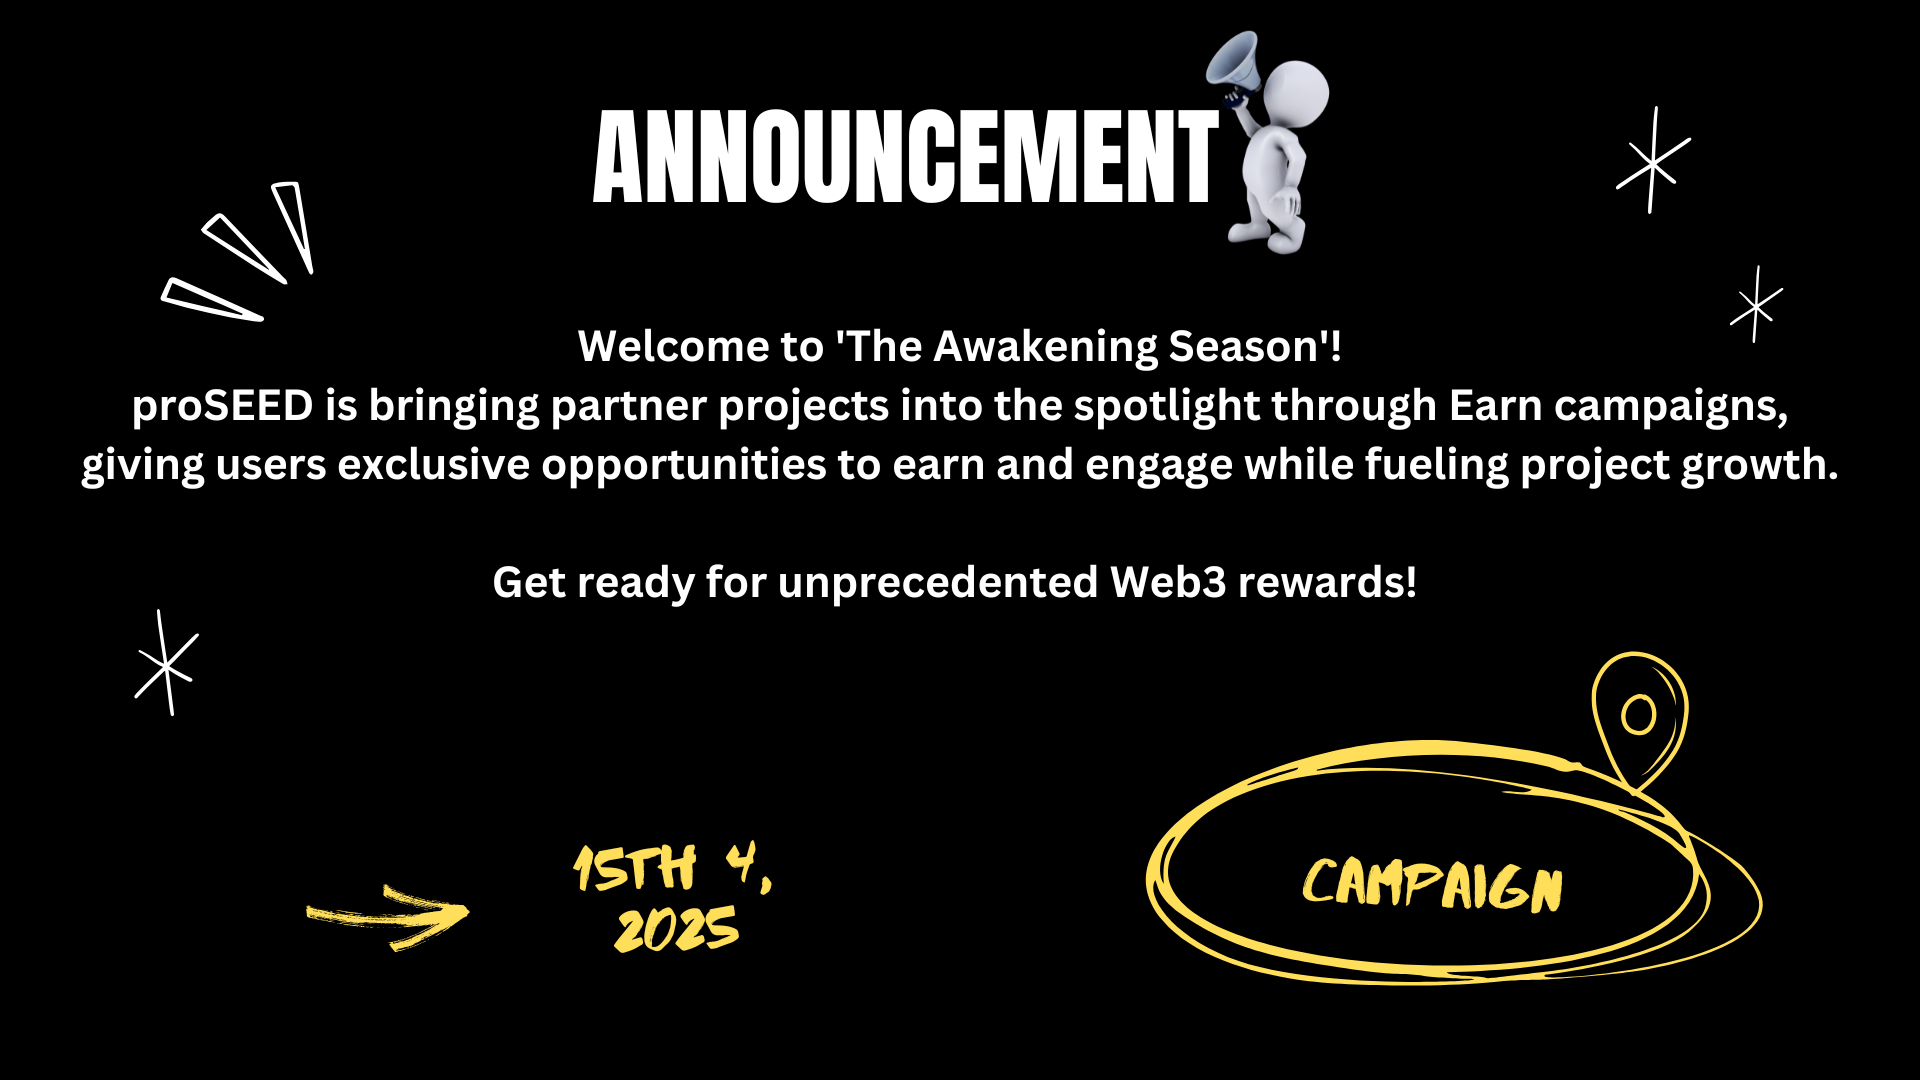 ANNOUNCEMENT
Welcome to 'The Awakening Season'!
proSEED is bringing partner projects into the spotlight through Earn campaigns,
giving users exclusive opportunities to earn and engage while fueling project growth.
Get ready for unprecedented Web3 rewards!
15TH 4,
2025
CAMPAIGN